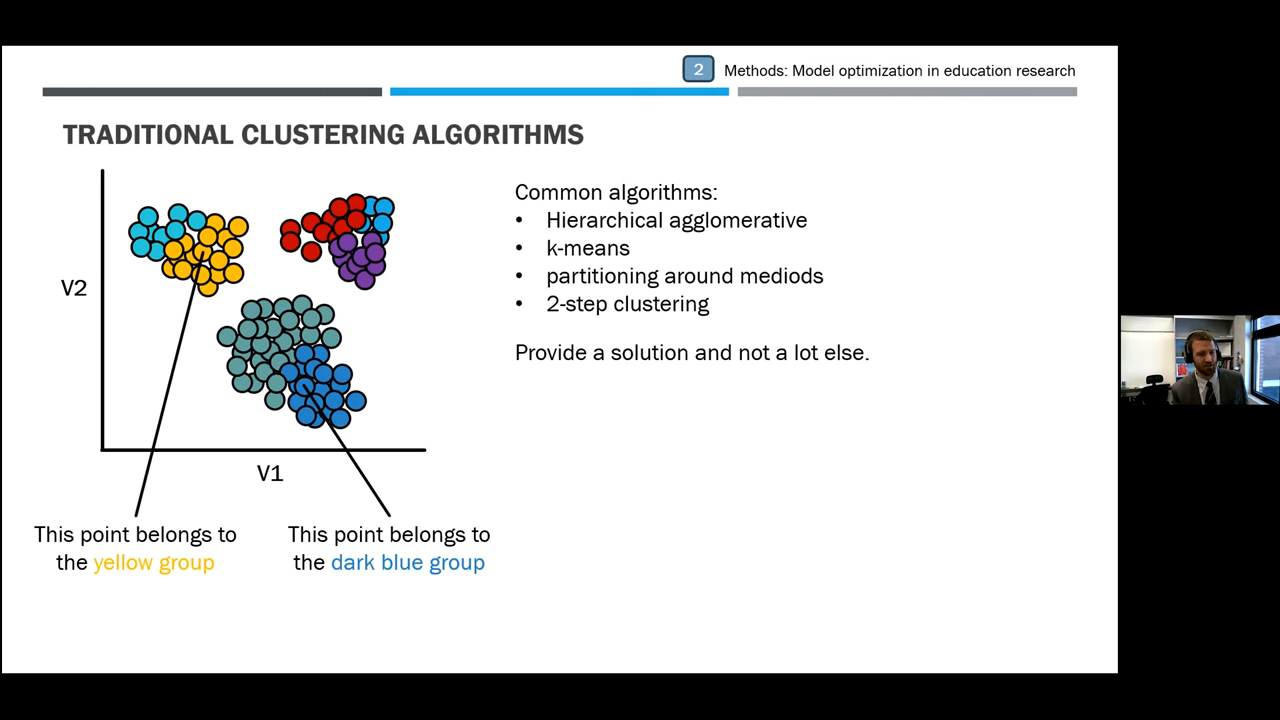 2
Methods: Model optimization in education research
TRADITIONAL CLUSTERING ALGORITHMS
V2
V1
This point belongs to
the yellow group
This point belongs to
the dark blue group
Common algorithms:
• Hierarchical agglomerative
• k-means
• partitioning around mediods
• 2-step clustering
Provide a solution and not a lot else.